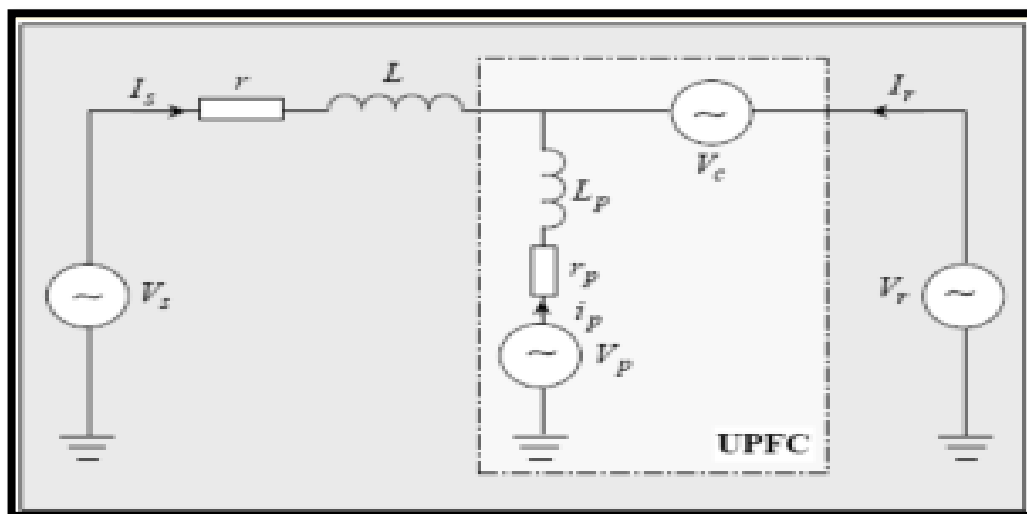 I_s
r
L
I_r
V_c
L_p
r_p
i_p
V_s
V_p
V_r
UPFC